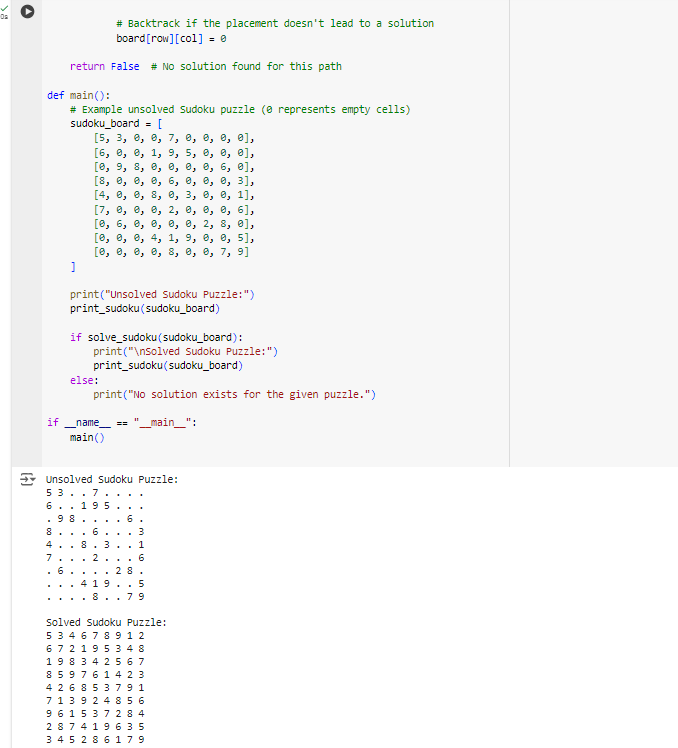 0s
# Backtrack if the placement doesn't lead to a solution
board[row][col] = 0
return False  # No solution found for this path
def main():
# Example unsolved Sudoku puzzle (0 represents empty cells)
sudoku_board = [
[5, 3, 0, 0, 7, 0, 0, 0, 0],
[6, 0, 0, 1, 9, 5, 0, 0, 0],
[0, 9, 8, 0, 0, 0, 0, 6, 0],
[8, 0, 0, 0, 6, 0, 0, 0, 3],
[4, 0, 0, 8, 0, 3, 0, 0, 1],
[7, 0, 0, 0, 2, 0, 0, 0, 6],
[0, 6, 0, 0, 0, 0, 2, 8, 0],
[0, 0, 0, 4, 1, 9, 0, 0, 5],
[0, 0, 0, 0, 8, 0, 0, 7, 9]
]
print("Unsolved Sudoku Puzzle:")
print_sudoku(sudoku_board)
if solve_sudoku(sudoku_board):
print("\nSolved Sudoku Puzzle:")
print_sudoku(sudoku_board)
else:
print("No solution exists for the given puzzle.")
if __name__ == "__main__":
main()
Unsolved Sudoku Puzzle:
5 3 . . 7 . . . .
6 . . 1 9 5 . . .
. 9 8 . . . . 6 .
8 . . . 6 . . . 3
4 . . 8 . 3 . . 1
7 . . . 2 . . . 6
. 6 . . . . 2 8 .
. . . 4 1 9 . . 5
. . . . 8 . . 7 9
Solved Sudoku Puzzle:
5 3 4 6 7 8 9 1 2
6 7 2 1 9 5 3 4 8
1 9 8 3 4 2 5 6 7
8 5 9 7 6 1 4 2 3
4 2 6 8 5 3 7 9 1
7 1 3 9 2 4 8 5 6
9 6 1 5 3 7 2 8 4
2 8 7 4 1 9 6 3 5
3 4 5 2 8 6 1 7 9